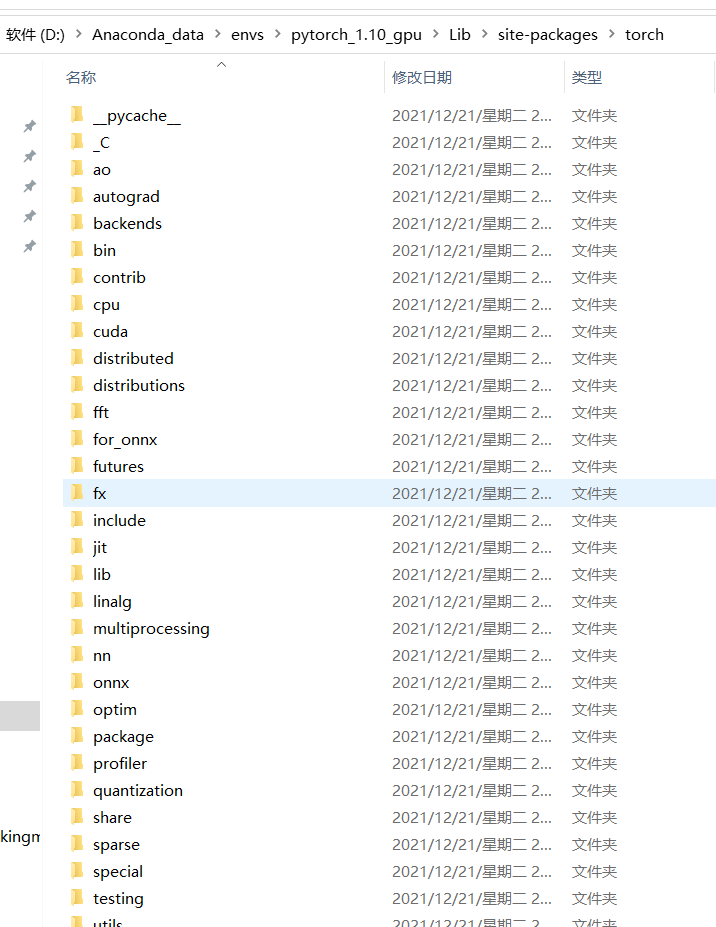 软件 (D:) > Anaconda_data > envs > pytorch_1.10_gpu > Lib > site-packages > torch
名称 修改日期 类型
__pycache__ 2021/12/21/星期二 2... 文件夹
_C 2021/12/21/星期二 2... 文件夹
ao 2021/12/21/星期二 2... 文件夹
autograd 2021/12/21/星期二 2... 文件夹
backends 2021/12/21/星期二 2... 文件夹
bin 2021/12/21/星期二 2... 文件夹
contrib 2021/12/21/星期二 2... 文件夹
cpu 2021/12/21/星期二 2... 文件夹
cuda 2021/12/21/星期二 2... 文件夹
distributed 2021/12/21/星期二 2... 文件夹
distributions 2021/12/21/星期二 2... 文件夹
fft 2021/12/21/星期二 2... 文件夹
for_onnx 2021/12/21/星期二 2... 文件夹
futures 2021/12/21/星期二 2... 文件夹
fx 2021/12/21/星期二 2... 文件夹
include 2021/12/21/星期二 2... 文件夹
jit 2021/12/21/星期二 2... 文件夹
lib 2021/12/21/星期二 2... 文件夹
linalg 2021/12/21/星期二 2... 文件夹
multiprocessing 2021/12/21/星期二 2... 文件夹
nn 2021/12/21/星期二 2... 文件夹
onnx 2021/12/21/星期二 2... 文件夹
optim 2021/12/21/星期二 2... 文件夹
package 2021/12/21/星期二 2... 文件夹
profiler 2021/12/21/星期二 2... 文件夹
quantization 2021/12/21/星期二 2... 文件夹
share 2021/12/21/星期二 2... 文件夹
kingm
sparse 2021/12/21/星期二 2... 文件夹
special 2021/12/21/星期二 2... 文件夹
testing 2021/12/21/星期二 2... 文件夹
utils 2021/12/21/星期二 2... 文件夹